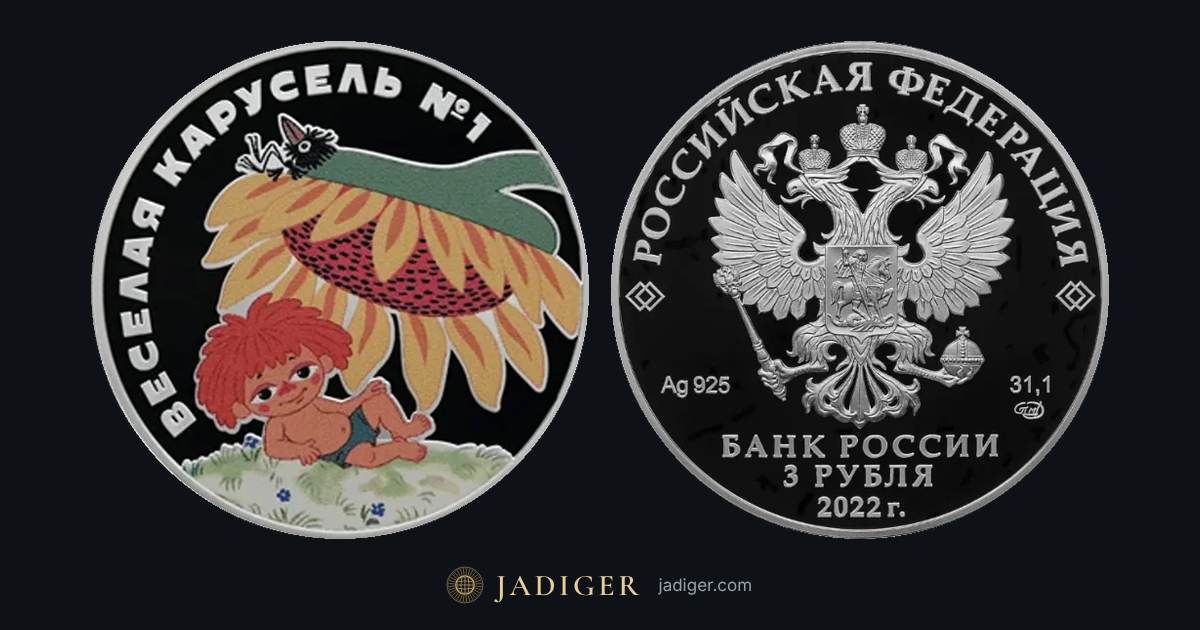 ВЕСЕЛАЯ КАРУСЕЛЬ №1
РОССИЙСКАЯ ФЕДЕРАЦИЯ
Ag 925
31,1
БАНК РОССИИ
3 РУБЛЯ
2022 г.
JADIGER
jadiger.com